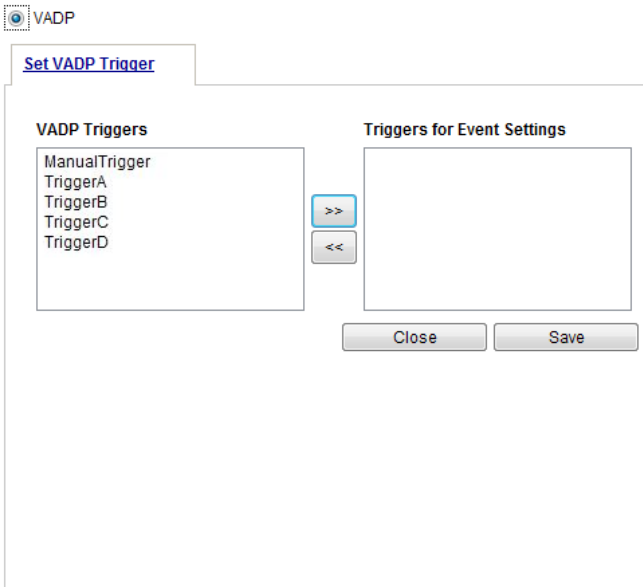 VADP
Set VADP Trigger
VADP Triggers
Triggers for Event Settings
ManualTrigger
TriggerA
TriggerB
TriggerC
TriggerD
>>
<<
Close
Save